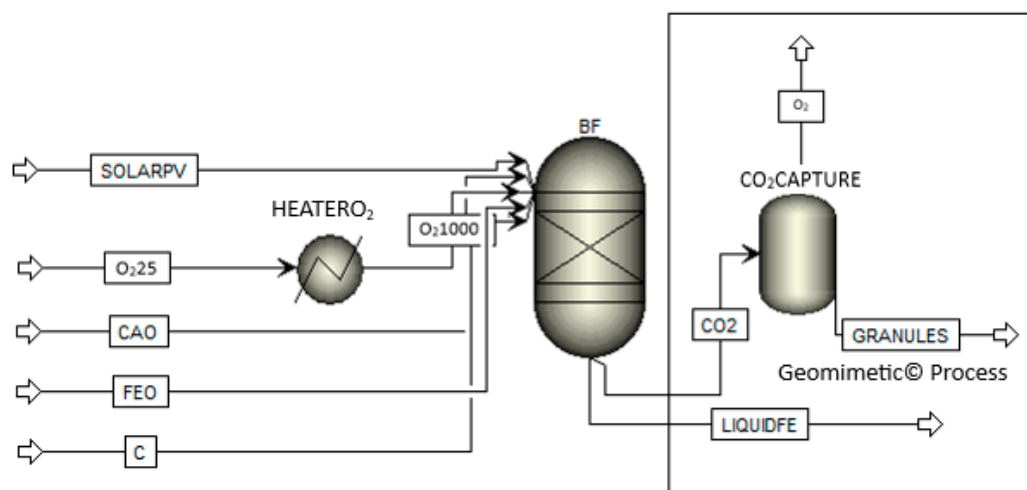 SOLARPV
O₂25
CAO
FEO
C
HEATERO₂
O₂1000
BF
O₂
CO₂CAPTURE
CO2
GRANULES
Geomimetic© Process
LIQUIDFE